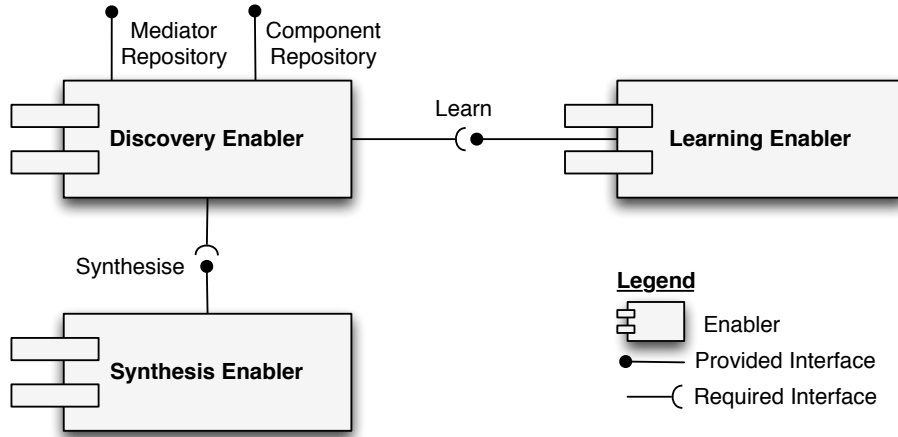 Mediator
Repository
Component
Repository
Discovery Enabler
Learn
Learning Enabler
Synthesise
Synthesis Enabler
Legend
Enabler
Provided Interface
Required Interface